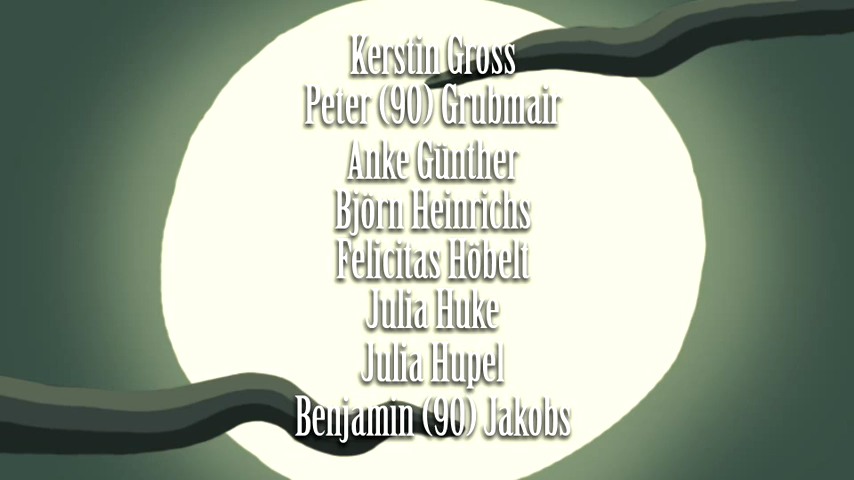 Kerstin Gross
Peter (90) Grubmair
Anke Günther
Björn Heinrichs
Felicitas Höbelt
Julia Huke
Julia Hupel
Benjamin (90) Jakobs